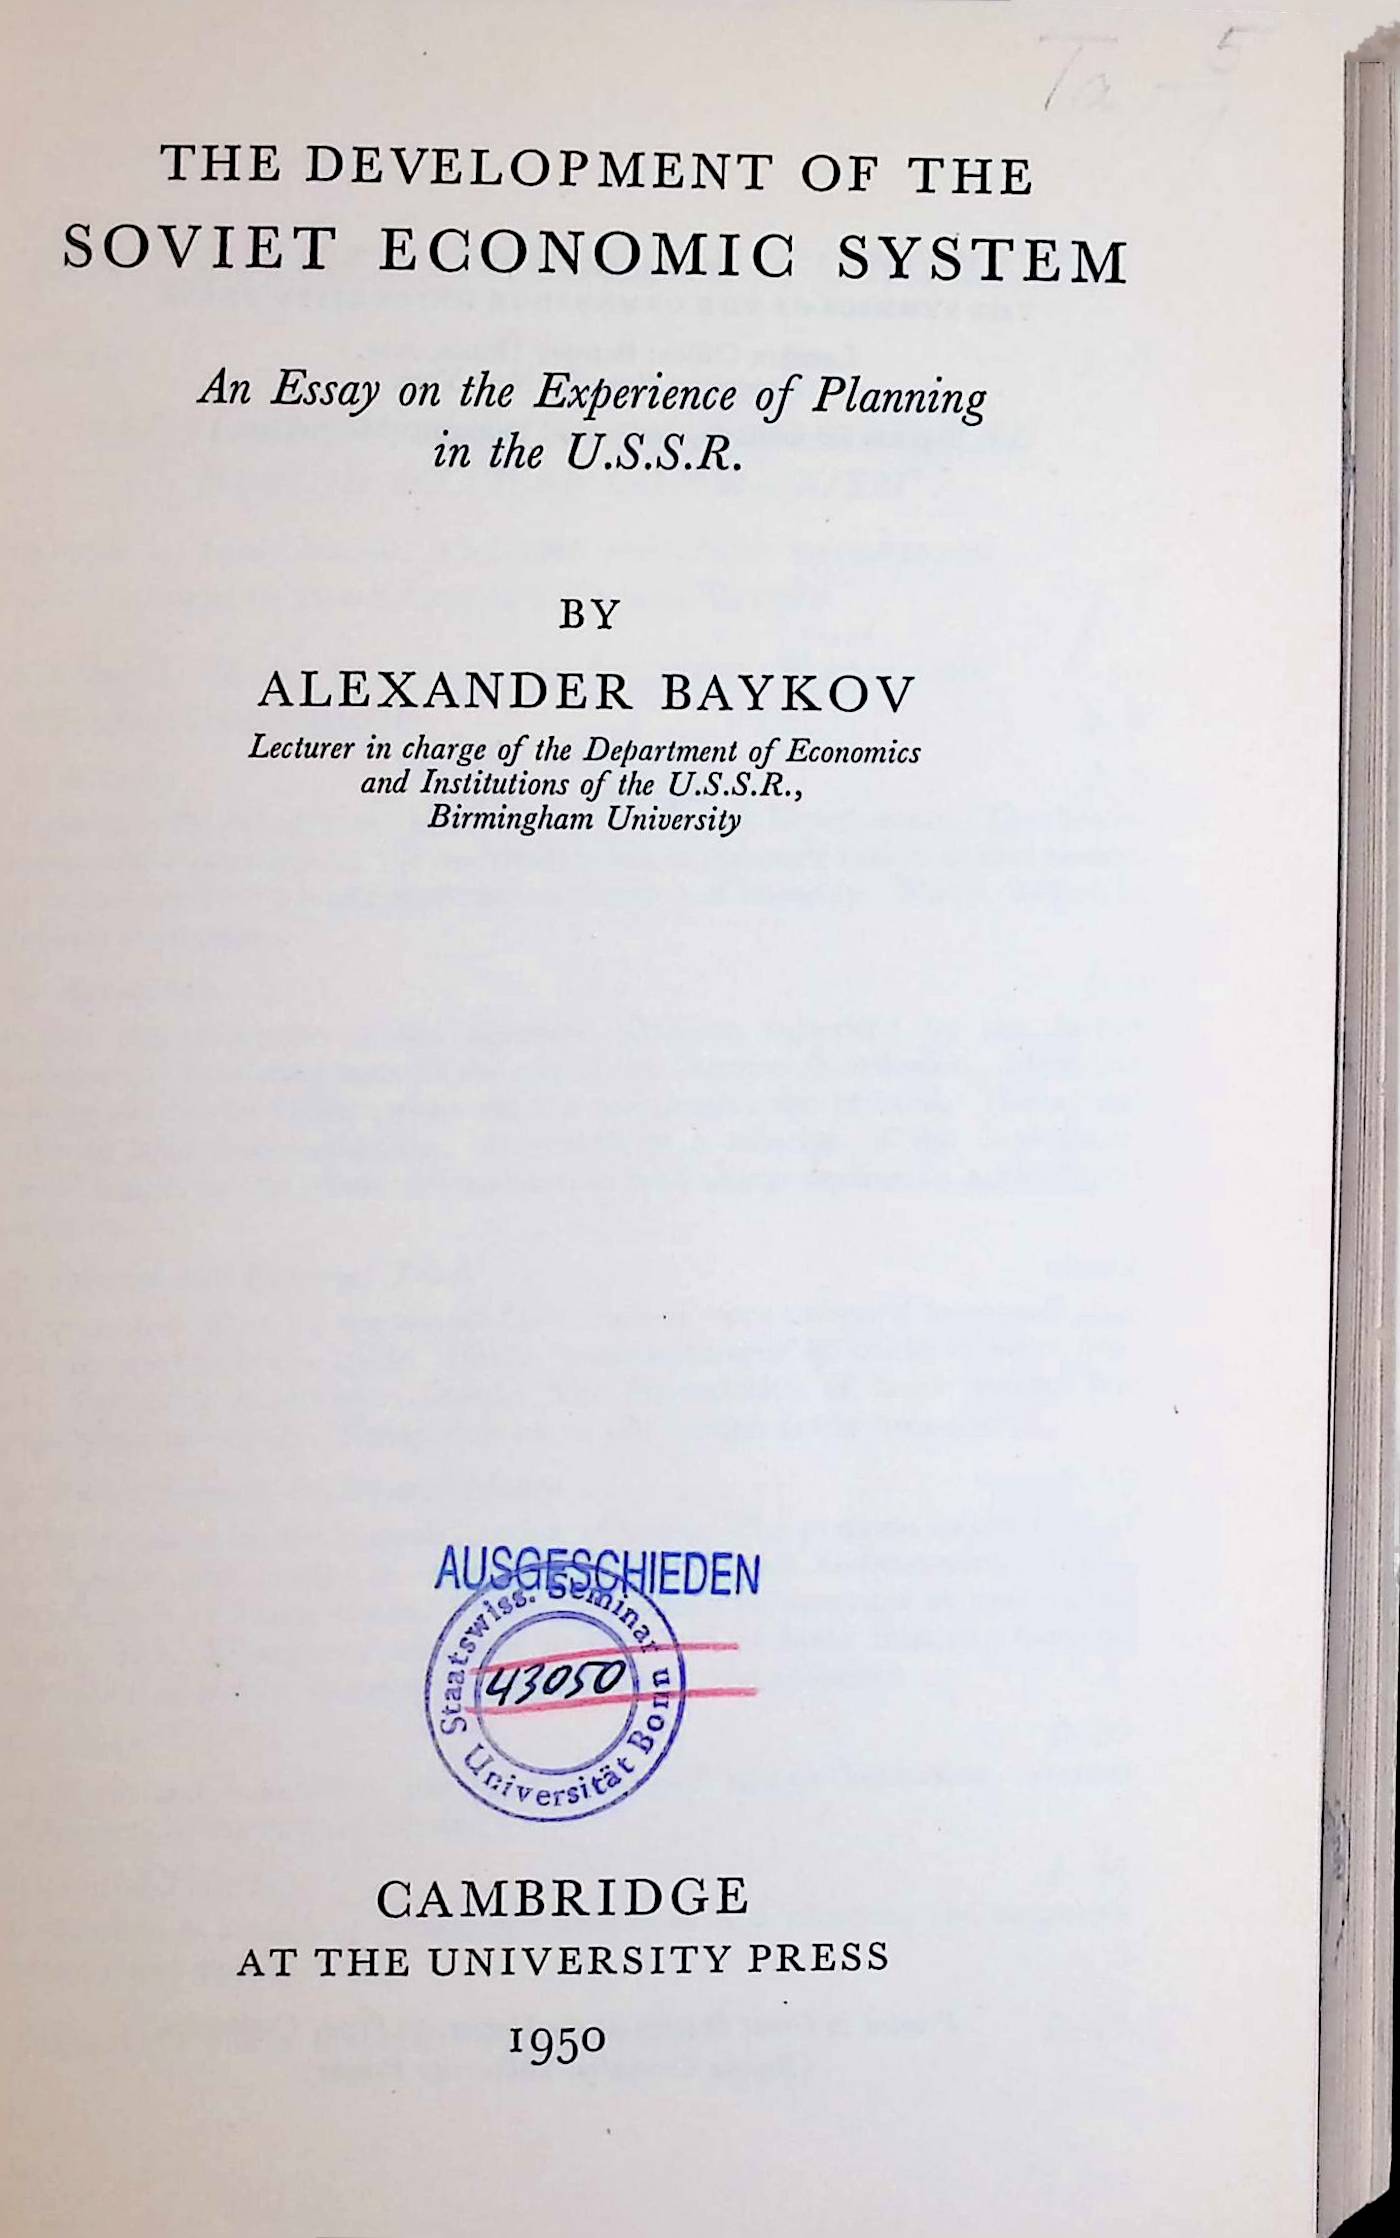 Ta 5
THE DEVELOPMENT OF THE
SOVIET ECONOMIC SYSTEM
An Essay on the Experience of Planning
in the U.S.S.R.
BY
ALEXANDER BAYKOV
Lecturer in charge of the Department of Economics
and Institutions of the U.S.S.R.,
Birmingham University
AUSGESCHIEDEN
Staatswiss. Seminar
43050
Universität Bonn
CAMBRIDGE
AT THE UNIVERSITY PRESS
1950